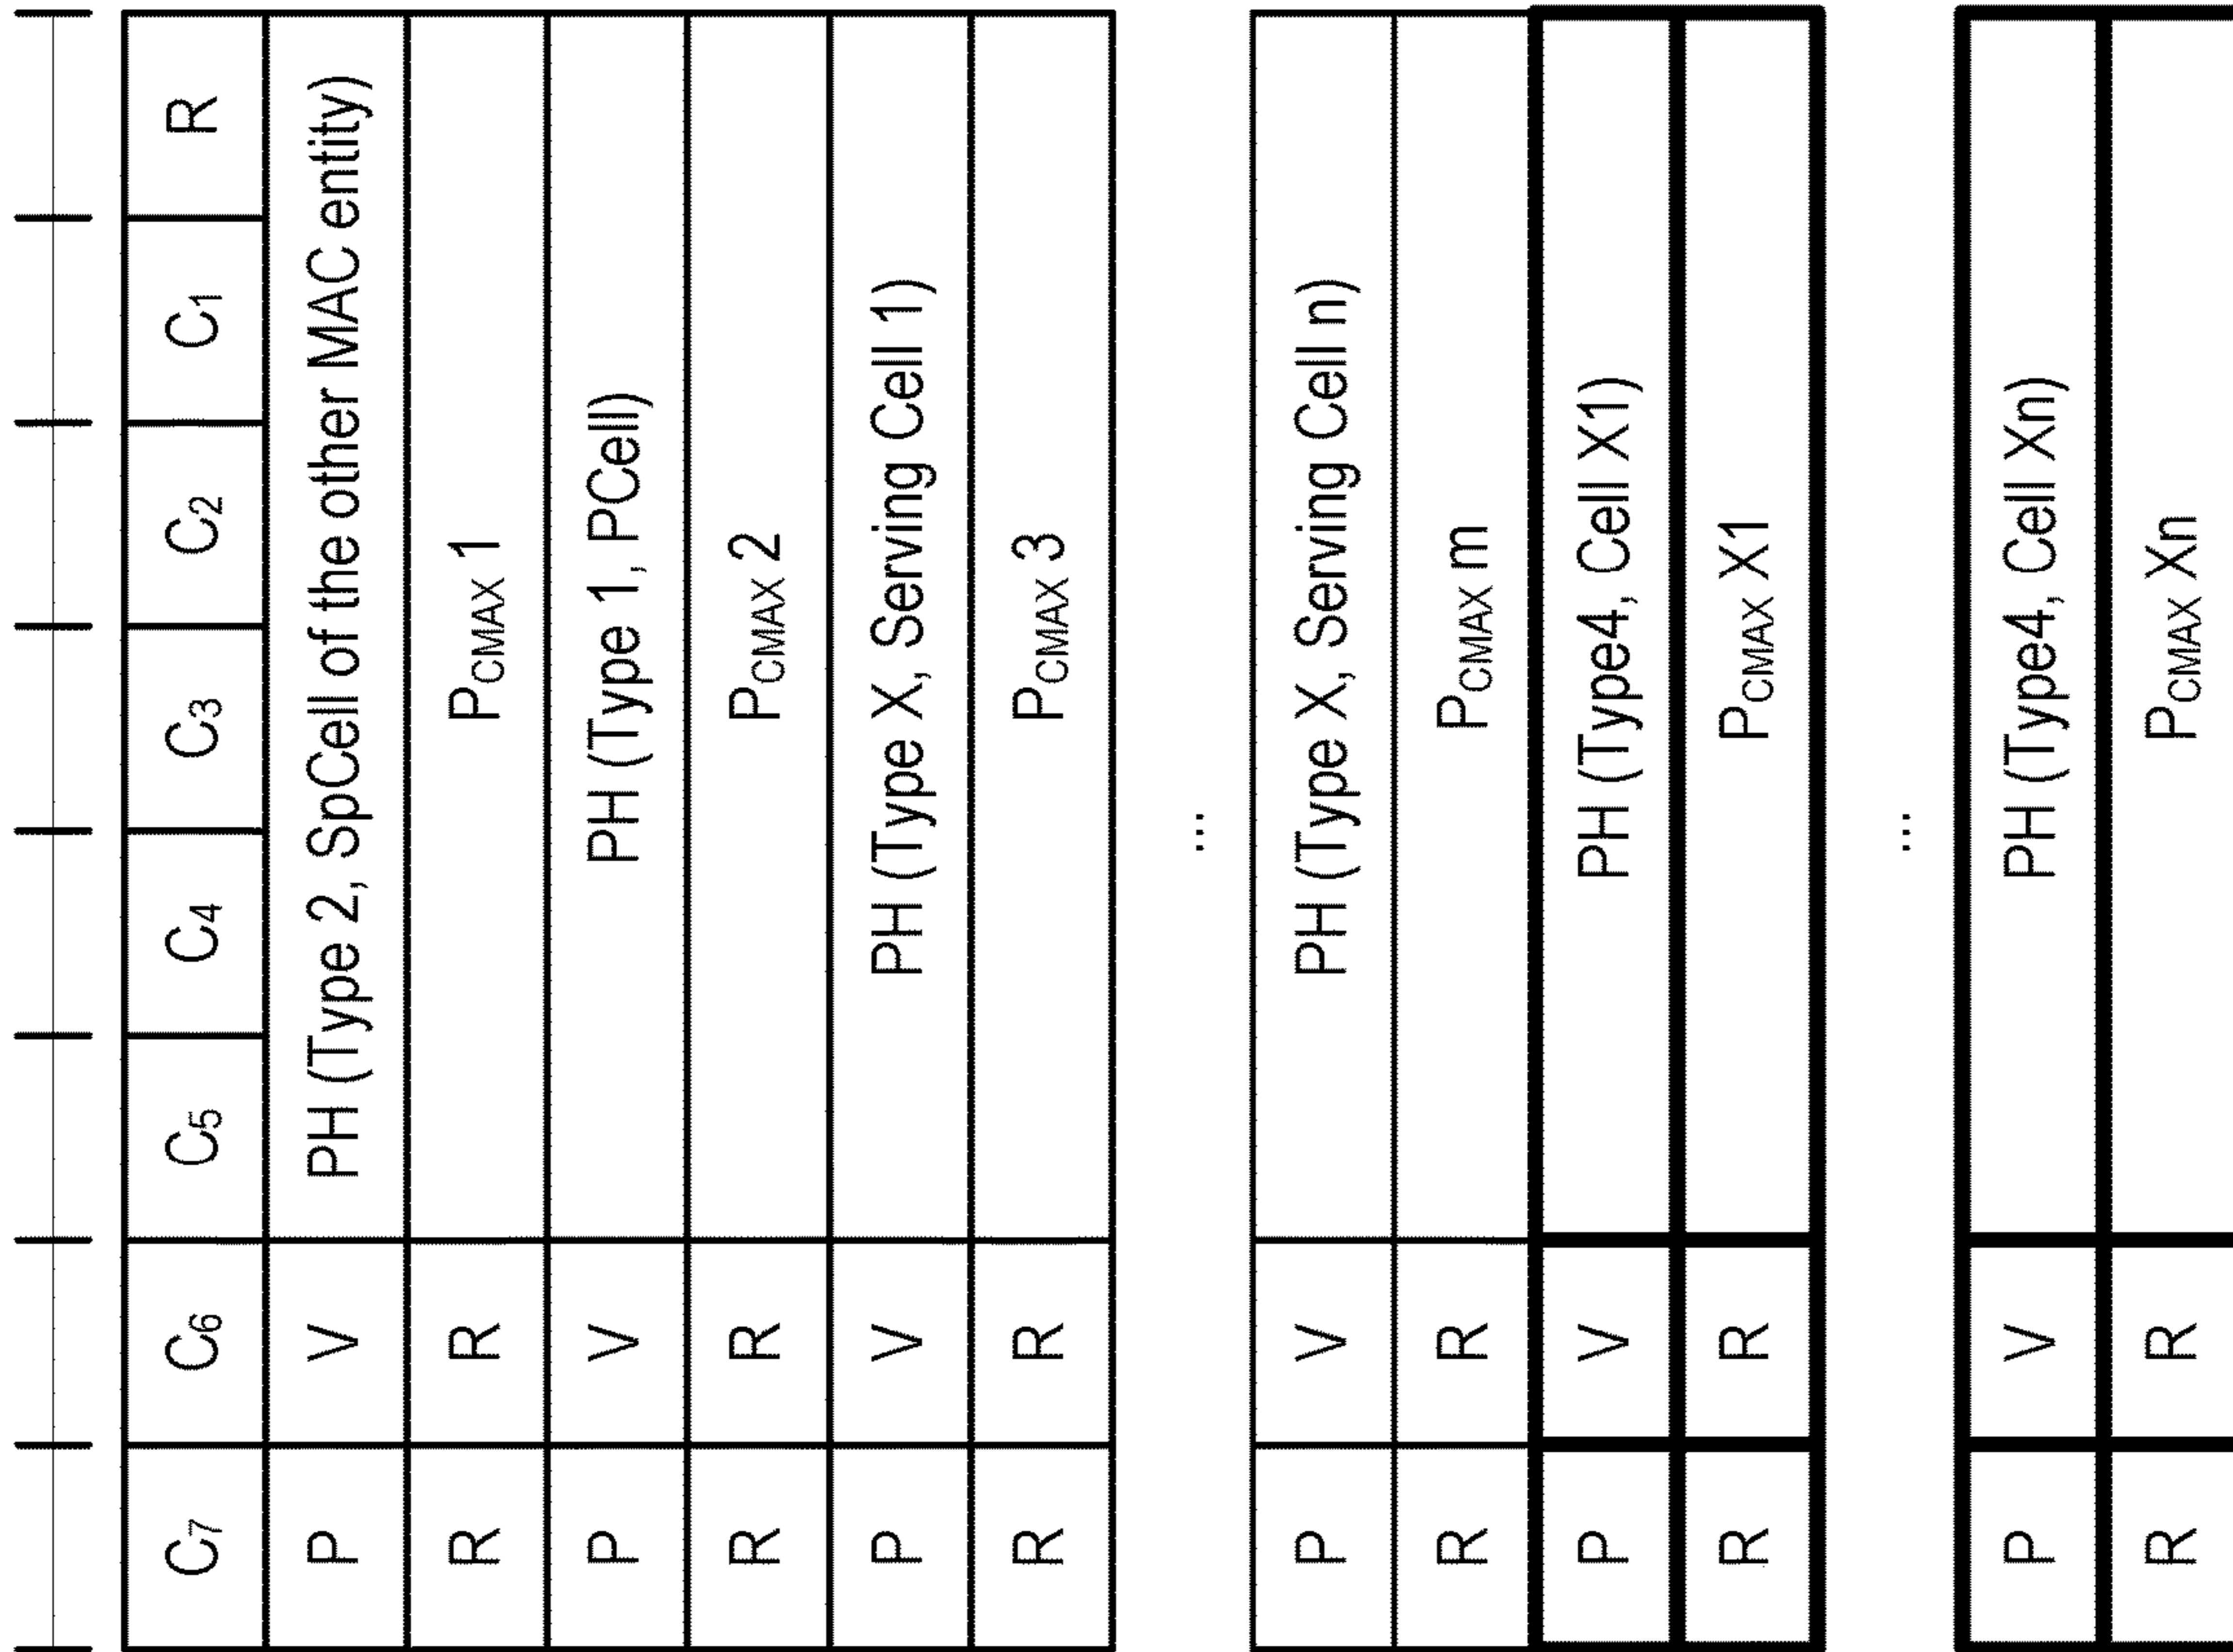 C7 C6 C5 C4 C3 C2 C1 R
P V PH (Type 2, SpCell of the other MAC entity)
R R PCMAX 1
P V PH (Type 1, PCell)
R R PCMAX 2
P V PH (Type X, Serving Cell 1)
R R PCMAX 3
...
P V PH (Type X, Serving Cell n)
R R PCMAX m
P V PH (Type4, Cell X1)
R R PCMAX X1
...
P V PH (Type4, Cell Xn)
R R PCMAX Xn